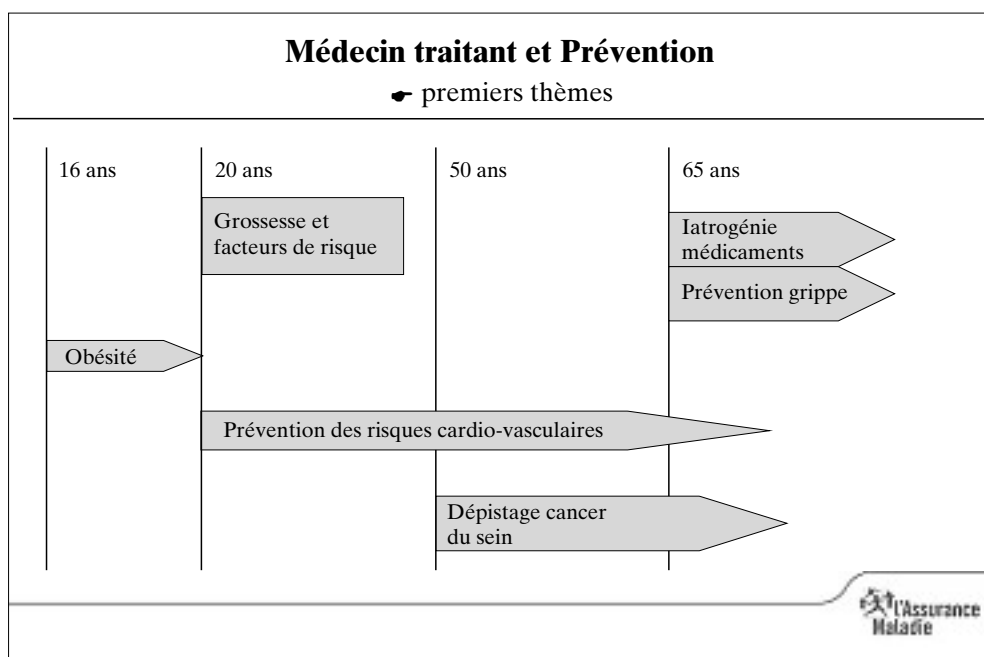 Médecin traitant et Prévention
☛ premiers thèmes
16 ans
20 ans
50 ans
65 ans
Grossesse et
facteurs de risque
Iatrogénie
médicaments
Prévention grippe
Obésité
Prévention des risques cardio-vasculaires
Dépistage cancer
du sein
l'Assurance
Maladie